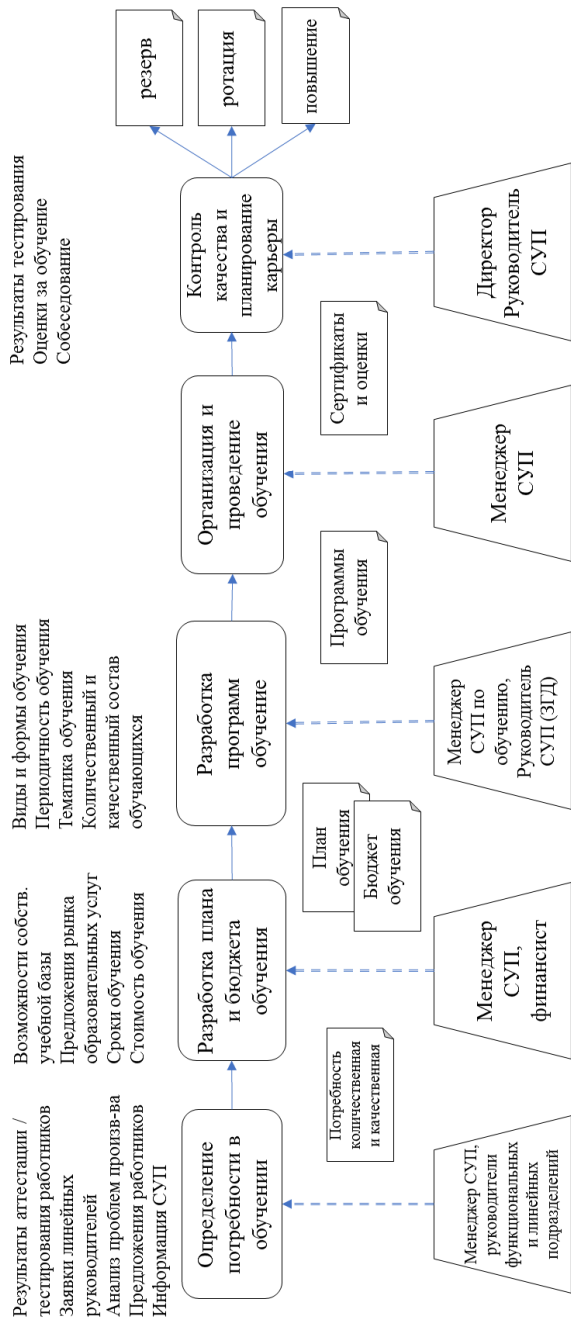 Результаты аттестации /
тестирования работников
Заявки линейных
руководителей
Анализ проблем произв-ва
Предложения работников
Информация СУП
Возможности собств.
учебной базы
Предложения рынка
образовательных услуг
Сроки обучения
Стоимость обучения
Виды и формы обучения
Периодичность обучения
Тематика обучения
Количественный и
качественный состав
обучающихся
Результаты тестирования
Оценки за обучение
Собеседование
Определение
потребности в
обучении
Разработка плана
и бюджета
обучения
Разработка
программ
обучение
Организация и
проведение
обучения
Контроль
качества и
планирование
карьеры
резерв
ротация
повышение
Потребность
количественная
и качественная
План
обучения
Бюджет
обучения
Программы
обучения
Сертификаты
и оценки
Менеджер СУП,
руководители
функциональных
и линейных
подразделений
Менеджер
СУП,
финансист
Менеджер
СУП по
обучению,
Руководитель
СУП (ЗГД)
Менеджер
СУП
Директор
Руководитель
СУП